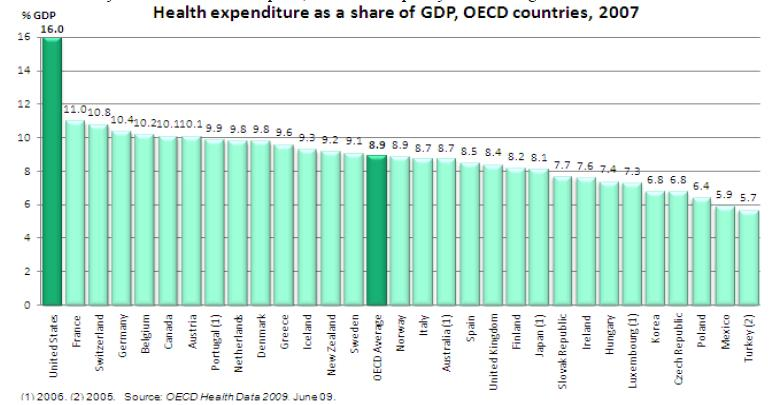 Health expenditure as a share of GDP, OECD countries, 2007
% GDP
16
14
12
10
8
6
4
2
0
16.0
11.0
10.8
10.4
10.2
10.1
10.1
9.9
9.8
9.8
9.6
9.3
9.2
9.1
8.9
8.9
8.7
8.7
8.5
8.4
8.2
8.1
7.7
7.6
7.4
7.3
6.8
6.8
6.4
5.9
5.7
United States
France
Switzerland
Germany
Belgium
Canada
Austria
Portugal (1)
Netherlands
Denmark
Greece
Iceland
New Zealand
Sweden
OECD Average
Norway
Italy
Australia (1)
Spain
United Kingdom
Finland
Japan (1)
Slovak Republic
Ireland
Hungary
Luxembourg (1)
Korea
Czech Republic
Poland
Mexico
Turkey (2)
(1) 2006. (2) 2005. Source: OECD Health Data 2009. June 09.